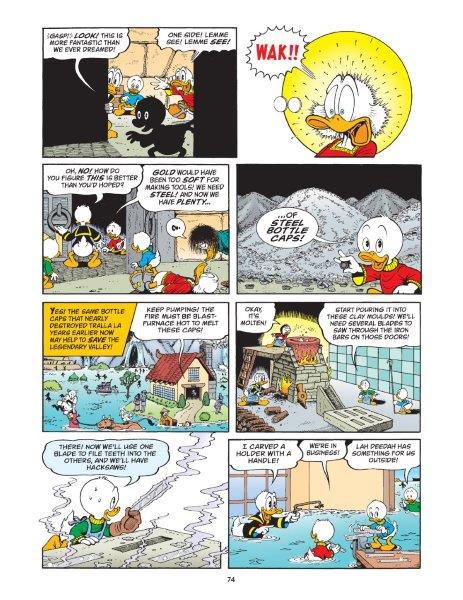 (GASP!) LOOK! THIS IS
MORE FANTASTIC THAN
WE EVER DREAMED!
ONE SIDE! LEMME
SEE! LEMME SEE!
WAK!!
OH, NO! HOW DO
YOU FIGURE THIS IS BETTER
THAN YOU'D HOPED?
GOLD WOULD HAVE
BEEN TOO SOFT FOR
MAKING TOOLS! WE NEED
STEEL! AND NOW WE
HAVE PLENTY...
...OF
STEEL
BOTTLE
CAPS!
YES! THE SAME BOTTLE
CAPS THAT NEARLY
DESTROYED TRALLA LA
YEARS EARLIER NOW
MAY HELP TO SAVE THE
LEGENDARY VALLEY!
KEEP PUMPING! THE
FIRE MUST BE BLAST-
FURNACE HOT TO MELT
THESE CAPS!
OKAY,
IT'S
MOLTEN!
START POURING IT INTO
THESE CLAY MOULDS! WE'LL
NEED SEVERAL BLADES TO
SAW THROUGH THE IRON
BARS ON THOSE DOORS!
THERE! NOW WE'LL USE ONE
BLADE TO FILE TEETH INTO THE
OTHERS, AND WE'LL HAVE
HACKSAWS!
I CARVED A
HOLDER WITH A
HANDLE!
WE'RE IN
BUSINESS!
LAH DEEDAH HAS
SOMETHING FOR US
OUTSIDE!
74